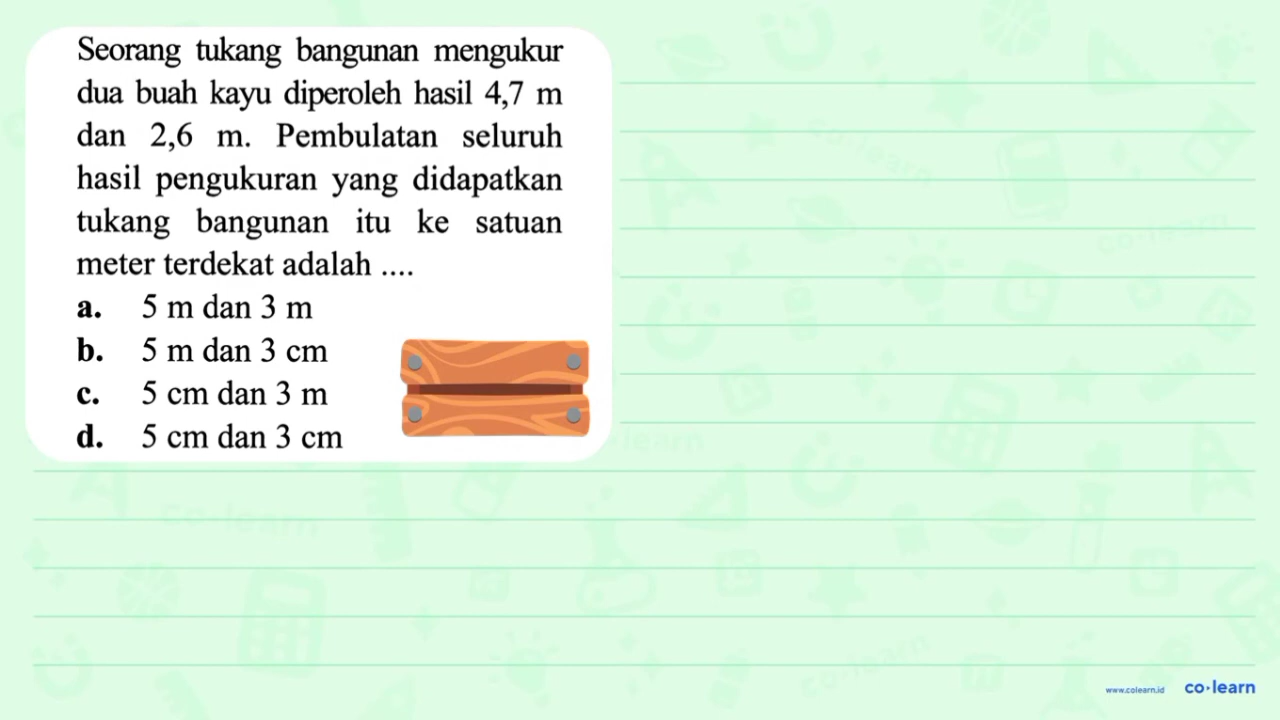 Seorang tukang bangunan mengukur
dua buah kayu diperoleh hasil 4,7 m
dan 2,6 m. Pembulatan seluruh
hasil pengukuran yang didapatkan
tukang bangunan itu ke satuan
meter terdekat adalah ....
a. 5 m dan 3 m
b. 5 m dan 3 cm
c. 5 cm dan 3 m
d. 5 cm dan 3 cm
www.colearn.id co·learn